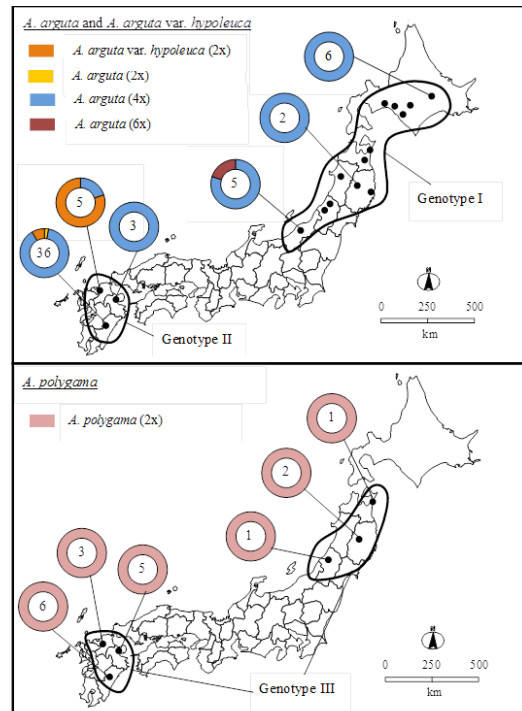 A. arguta and A. arguta var. hypoleuca
A. arguta var. hypoleuca (2x)
A. arguta (2x)
A. arguta (4x)
A. arguta (6x)
6
2
5
Genotype I
5
3
36
Genotype II
N
0 250 500
km
A. polygama
A. polygama (2x)
1
2
1
3
5
6
Genotype III
N
0 250 500
km